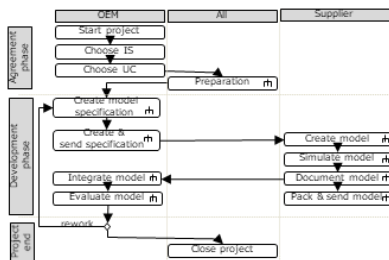 OEM
All
Supplier
Agreement
phase
Start project
Choose IS
Choose UC
Preparation
Development
phase
Create model
specification
Create &
send specification
Create model
Simulate model
Integrate model
Document model
Evaluate model
Pack & send model
Project
end
rework
Close project